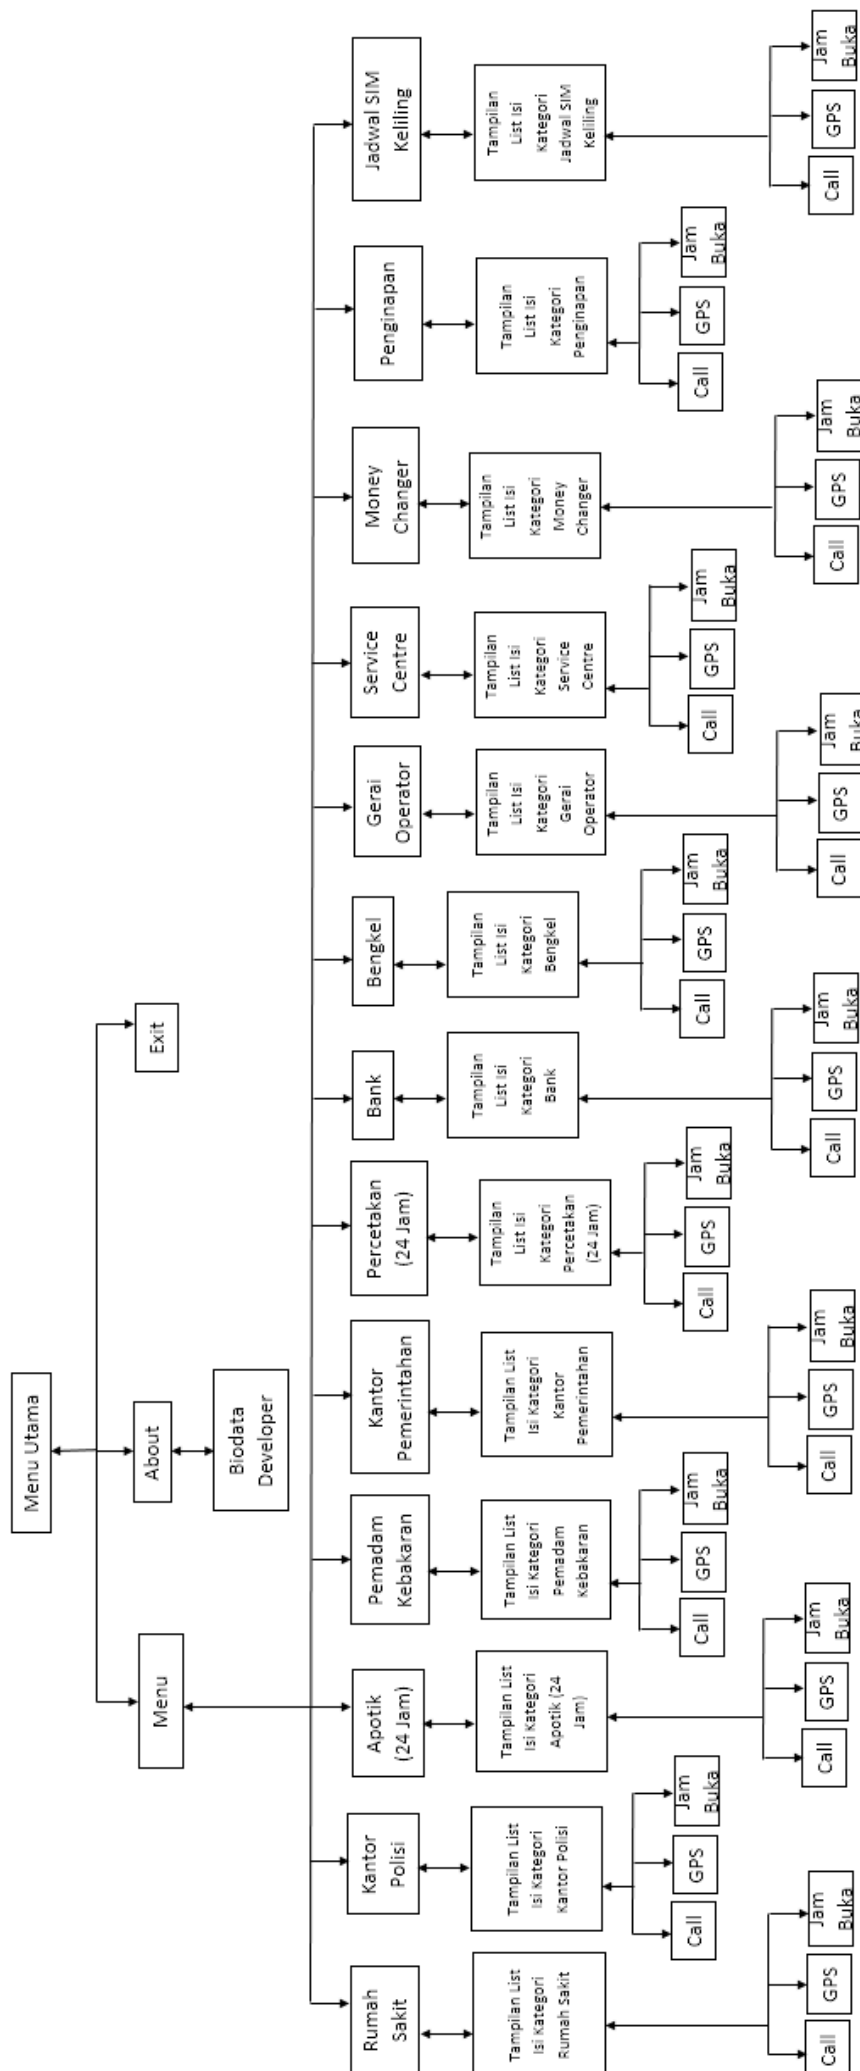 Menu Utama
Menu
About
Exit
Biodata
Developer
Rumah
Sakit
Kantor
Polisi
Apotik
(24 Jam)
Pemadam
Kebakaran
Kantor
Pemerintahan
Percetakan
(24 Jam)
Bank
Bengkel
Gerai
Operator
Service
Centre
Money
Changer
Penginapan
Jadwal SIM
Keliling
Tampilan List
Isi Kategori
Rumah Sakit
Tampilan List
Isi Kategori
Kantor Polisi
Tampilan List
Isi Kategori
Apotik (24
Jam)
Tampilan List
Isi Kategori
Pemadam
Kebakaran
Tampilan List
Isi Kategori
Kantor
Pemerintahan
Tampilan
List Isi
Kategori
Percetakan
(24 Jam)
Tampilan
List Isi
Kategori
Bank
Tampilan
List Isi
Kategori
Bengkel
Tampilan
List Isi
Kategori
Gerai
Operator
Tampilan
List Isi
Kategori
Service
Centre
Tampilan
List Isi
Kategori
Money
Changer
Tampilan
List Isi
Kategori
Penginapan
Tampilan
List Isi
Kategori
Jadwal SIM
Keliling
Call
GPS
Jam
Buka
Call
GPS
Jam
Buka
Call
GPS
Jam
Buka
Call
GPS
Jam
Buka
Call
GPS
Jam
Buka
Call
GPS
Jam
Buka
Call
GPS
Jam
Buka
Call
GPS
Jam
Buka
Call
GPS
Jam
Buka
Call
GPS
Jam
Buka
Call
GPS
Jam
Buka
Call
GPS
Jam
Buka
Call
GPS
Jam
Buka